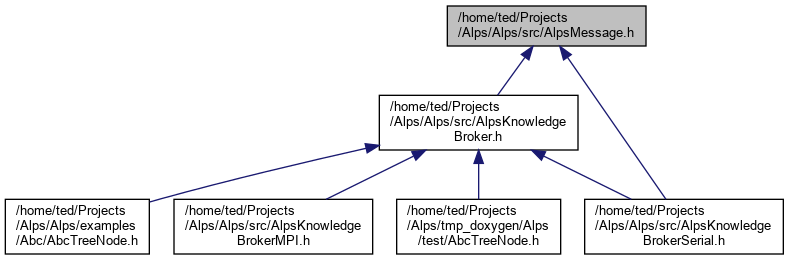 /home/ted/Projects
/Alps/Alps/src/AlpsMessage.h
/home/ted/Projects
/Alps/Alps/src/AlpsKnowledge
Broker.h
/home/ted/Projects
/Alps/Alps/examples
/Abc/AbcTreeNode.h
/home/ted/Projects
/Alps/Alps/src/AlpsKnowledge
BrokerMPI.h
/home/ted/Projects
/Alps/tmp_doxygen/Alps
/test/AbcTreeNode.h
/home/ted/Projects
/Alps/Alps/src/AlpsKnowledge
BrokerSerial.h